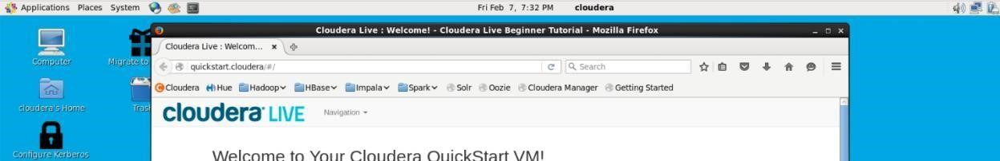 Applications Places System Fri Feb 7, 7:32 PM cloudera
Cloudera Live : Welcome! - Cloudera Live Beginner Tutorial - Mozilla Firefox
Cloudera Live : Welcom...
quickstart.cloudera/#/ Search
Cloudera Hue Hadoop HBase Impala Spark Solr Oozie Cloudera Manager Getting Started
cloudera LIVE Navigation
Welcome to Your Cloudera QuickStart VM!
Computer
Migrate to
cloudera's Home
Tras
Configure Kerberos